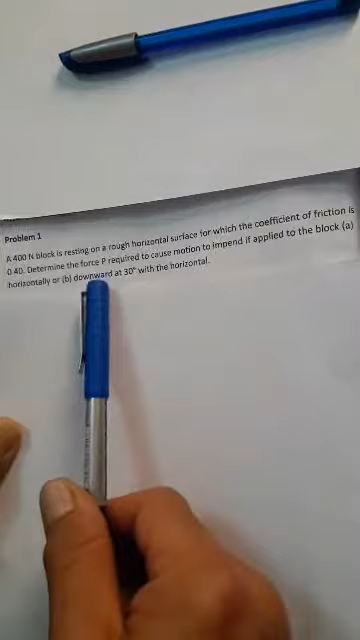 Problem 1
A 400 N block is resting on a rough horizontal surface for which the coefficient of friction is
0.40. Determine the force P required to cause motion to impend if applied to the block (a)
horizontally or (b) downward at 30° with the horizontal.